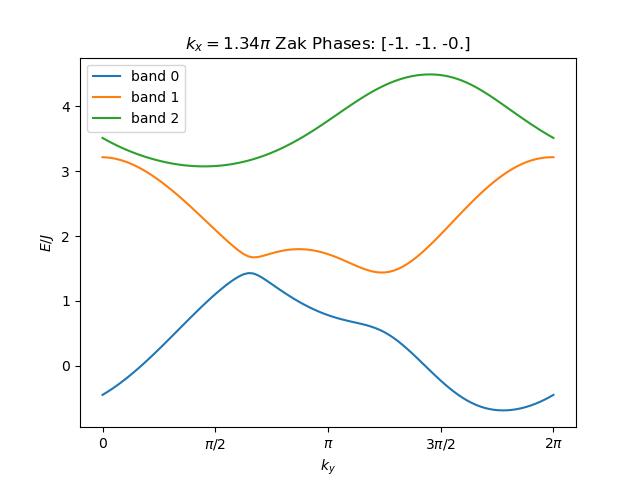 k_x = 1.34π Zak Phases: [-1. -1. -0.]
band 0
band 1
band 2
4
3
2
1
0
E/J
0 π/2 π 3π/2 2π
k_y